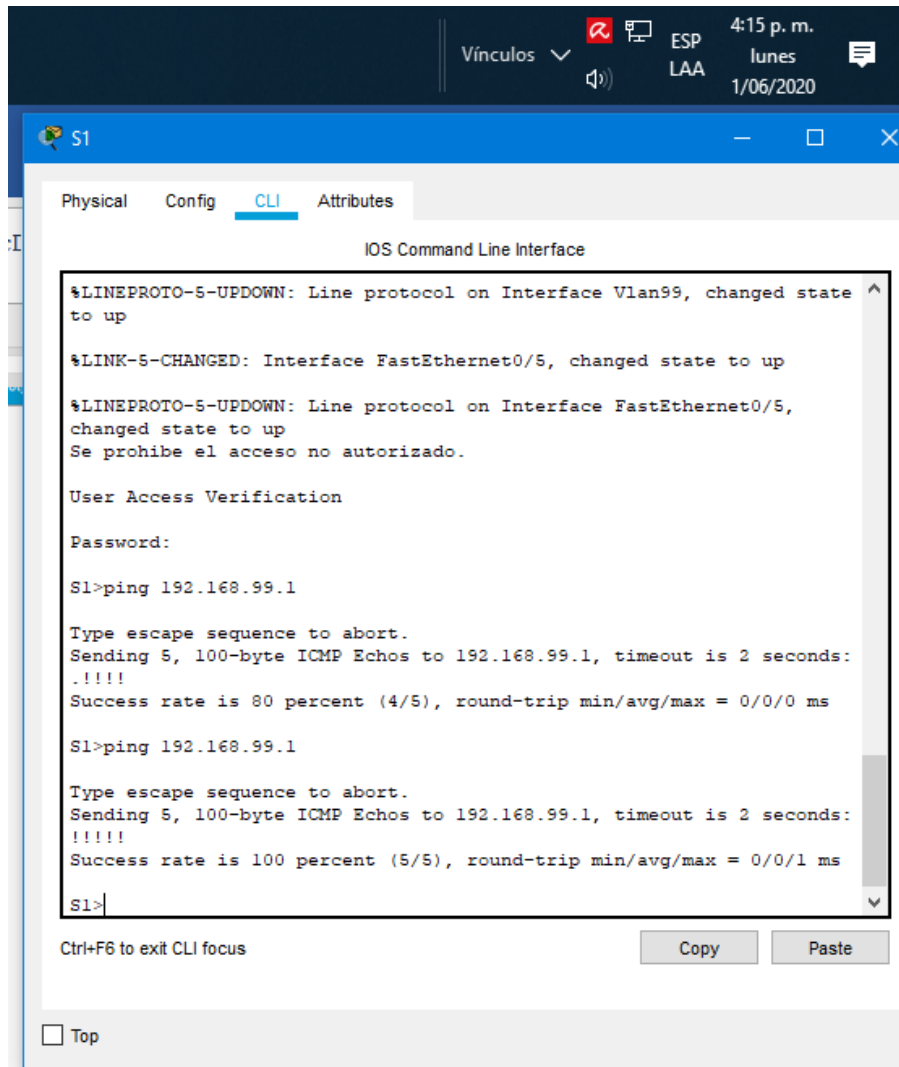 Vínculos
ESP
LAA
4:15 p. m.
lunes
1/06/2020
S1
Physical Config CLI Attributes
IOS Command Line Interface
%LINEPROTO-5-UPDOWN: Line protocol on Interface Vlan99, changed state
to up
%LINK-5-CHANGED: Interface FastEthernet0/5, changed state to up
%LINEPROTO-5-UPDOWN: Line protocol on Interface FastEthernet0/5,
changed state to up
Se prohibe el acceso no autorizado.
User Access Verification
Password:
S1>ping 192.168.99.1
Type escape sequence to abort.
Sending 5, 100-byte ICMP Echos to 192.168.99.1, timeout is 2 seconds:
.!!!!
Success rate is 80 percent (4/5), round-trip min/avg/max = 0/0/0 ms
S1>ping 192.168.99.1
Type escape sequence to abort.
Sending 5, 100-byte ICMP Echos to 192.168.99.1, timeout is 2 seconds:
!!!!!
Success rate is 100 percent (5/5), round-trip min/avg/max = 0/0/1 ms
S1>
Ctrl+F6 to exit CLI focus
Copy
Paste
Top